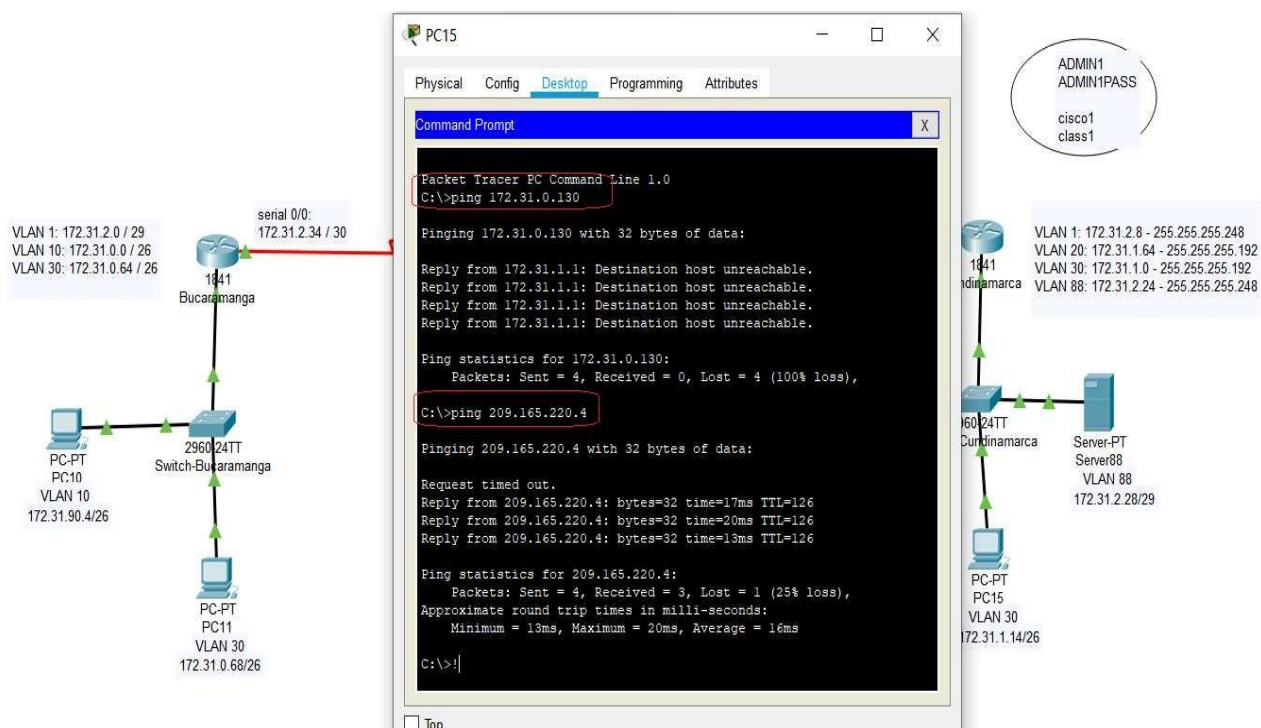 PC15
Physical Config Desktop Programming Attributes
Command Prompt X
Packet Tracer PC Command Line 1.0
C:\>ping 172.31.0.130
Pinging 172.31.0.130 with 32 bytes of data:
Reply from 172.31.1.1: Destination host unreachable.
Reply from 172.31.1.1: Destination host unreachable.
Reply from 172.31.1.1: Destination host unreachable.
Reply from 172.31.1.1: Destination host unreachable.
Ping statistics for 172.31.0.130:
Packets: Sent = 4, Received = 0, Lost = 4 (100% loss),
C:\>ping 209.165.220.4
Pinging 209.165.220.4 with 32 bytes of data:
Request timed out.
Reply from 209.165.220.4: bytes=32 time=17ms TTL=126
Reply from 209.165.220.4: bytes=32 time=20ms TTL=126
Reply from 209.165.220.4: bytes=32 time=13ms TTL=126
Ping statistics for 209.165.220.4:
Packets: Sent = 4, Received = 3, Lost = 1 (25% loss),
Approximate round trip times in milli-seconds:
Minimum = 13ms, Maximum = 20ms, Average = 16ms
C:\>!
Top
VLAN 1: 172.31.2.0 / 29
VLAN 10: 172.31.0.0 / 26
VLAN 30: 172.31.0.64 / 26
serial 0/0:
172.31.2.34 / 30
1841
Bucaramanga
2960-24TT
Switch-Bucaramanga
PC-PT
PC10
VLAN 10
172.31.90.4/26
PC-PT
PC11
VLAN 30
172.31.0.68/26
ADMIN1
ADMIN1PASS
cisco1
class1
1841
ndinamarca
VLAN 1: 172.31.2.8 - 255.255.255.248
VLAN 20: 172.31.1.64 - 255.255.255.192
VLAN 30: 172.31.1.0 - 255.255.255.192
VLAN 88: 172.31.2.24 - 255.255.255.248
60-24TT
Cundinamarca
Server-PT
Server88
VLAN 88
172.31.2.28/29
PC-PT
PC15
VLAN 30
172.31.1.14/26